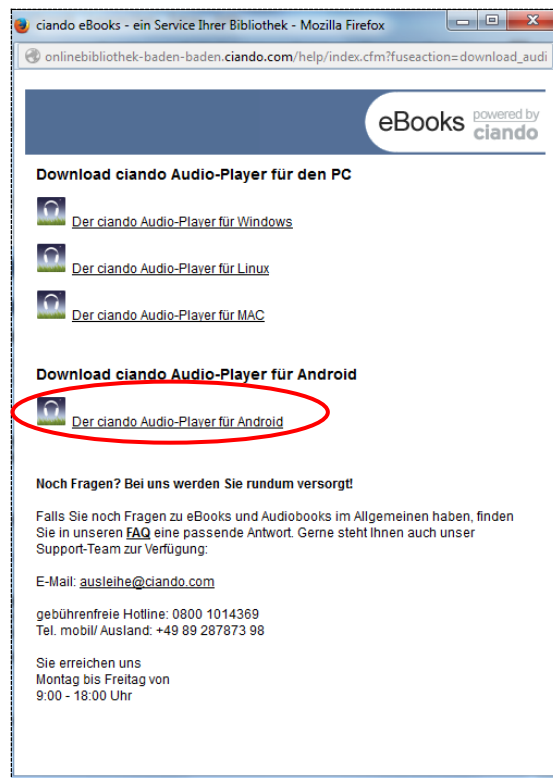 ciando eBooks - ein Service Ihrer Bibliothek - Mozilla Firefox
onlinebibliothek-baden-baden.ciando.com/help/index.cfm?fuseaction=download_audi
eBooks powered by ciando
Download ciando Audio-Player für den PC
Der ciando Audio-Player für Windows
Der ciando Audio-Player für Linux
Der ciando Audio-Player für MAC
Download ciando Audio-Player für Android
Der ciando Audio-Player für Android
Noch Fragen? Bei uns werden Sie rundum versorgt!
Falls Sie noch Fragen zu eBooks und Audiobooks im Allgemeinen haben, finden
Sie in unseren FAQ eine passende Antwort. Gerne steht Ihnen auch unser
Support-Team zur Verfügung:
E-Mail: ausleihe@ciando.com
gebührenfreie Hotline: 0800 1014369
Tel. mobil/ Ausland: +49 89 287873 98
Sie erreichen uns
Montag bis Freitag von
9:00 - 18:00 Uhr